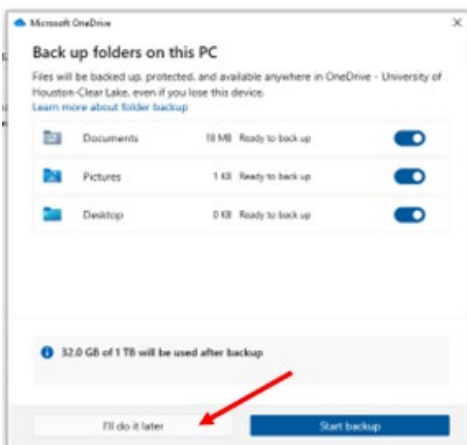 Microsoft OneDrive
Back up folders on this PC
Files will be backed up, protected, and available anywhere in OneDrive - University of
Houston-Clear Lake, even if you lose this device.
Learn more about folder backup
Documents 18 MB Ready to back up
Pictures 1 KB Ready to back up
Desktop 0 KB Ready to back up
32.0 GB of 1 TB will be used after backup
I'll do it later Start backup